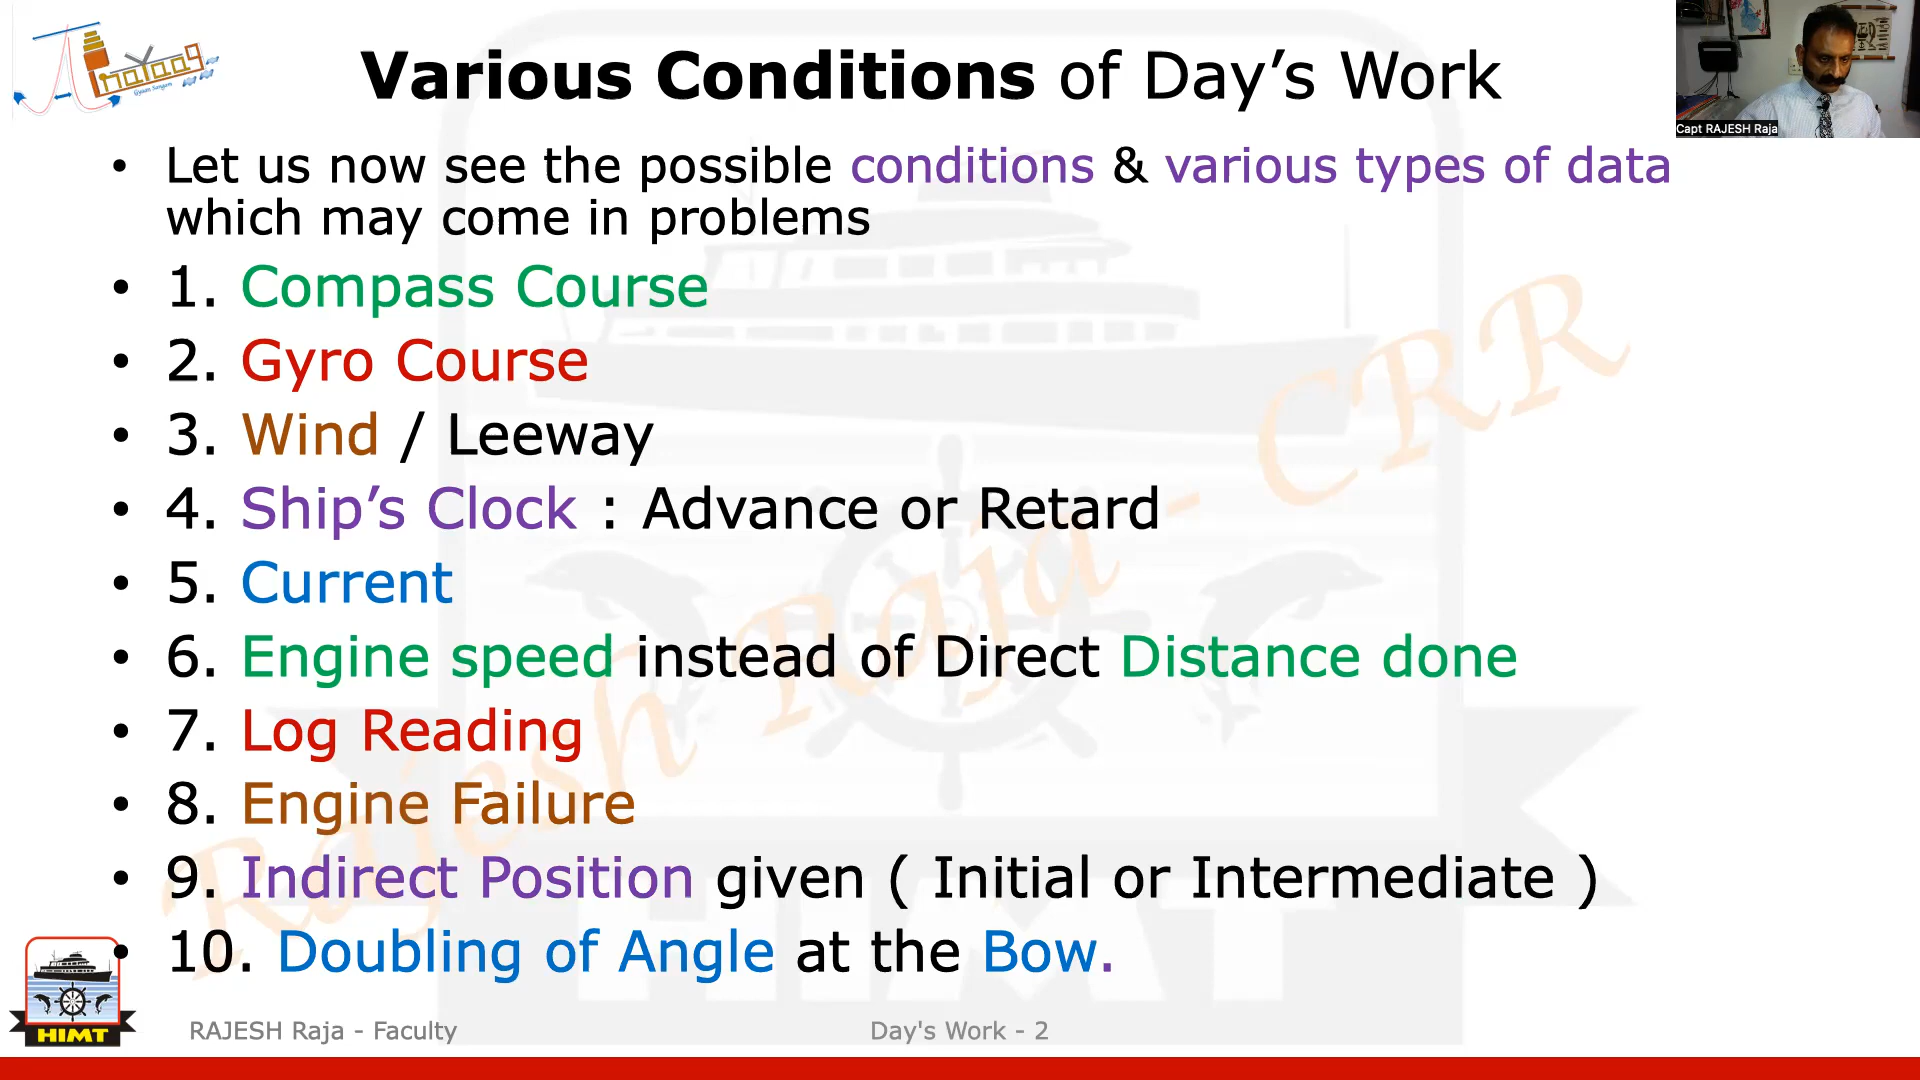 Various Conditions of Day’s Work
Capt RAJESH Raja
• Let us now see the possible conditions & various types of data
which may come in problems
• 1. Compass Course
• 2. Gyro Course
• 3. Wind / Leeway
• 4. Ship’s Clock : Advance or Retard
• 5. Current
• 6. Engine speed instead of Direct Distance done
• 7. Log Reading
• 8. Engine Failure
• 9. Indirect Position given ( Initial or Intermediate )
• 10. Doubling of Angle at the Bow.
Rajesh Raja - CRR
HIMT
HIMT
RAJESH Raja - Faculty
Day's Work - 2